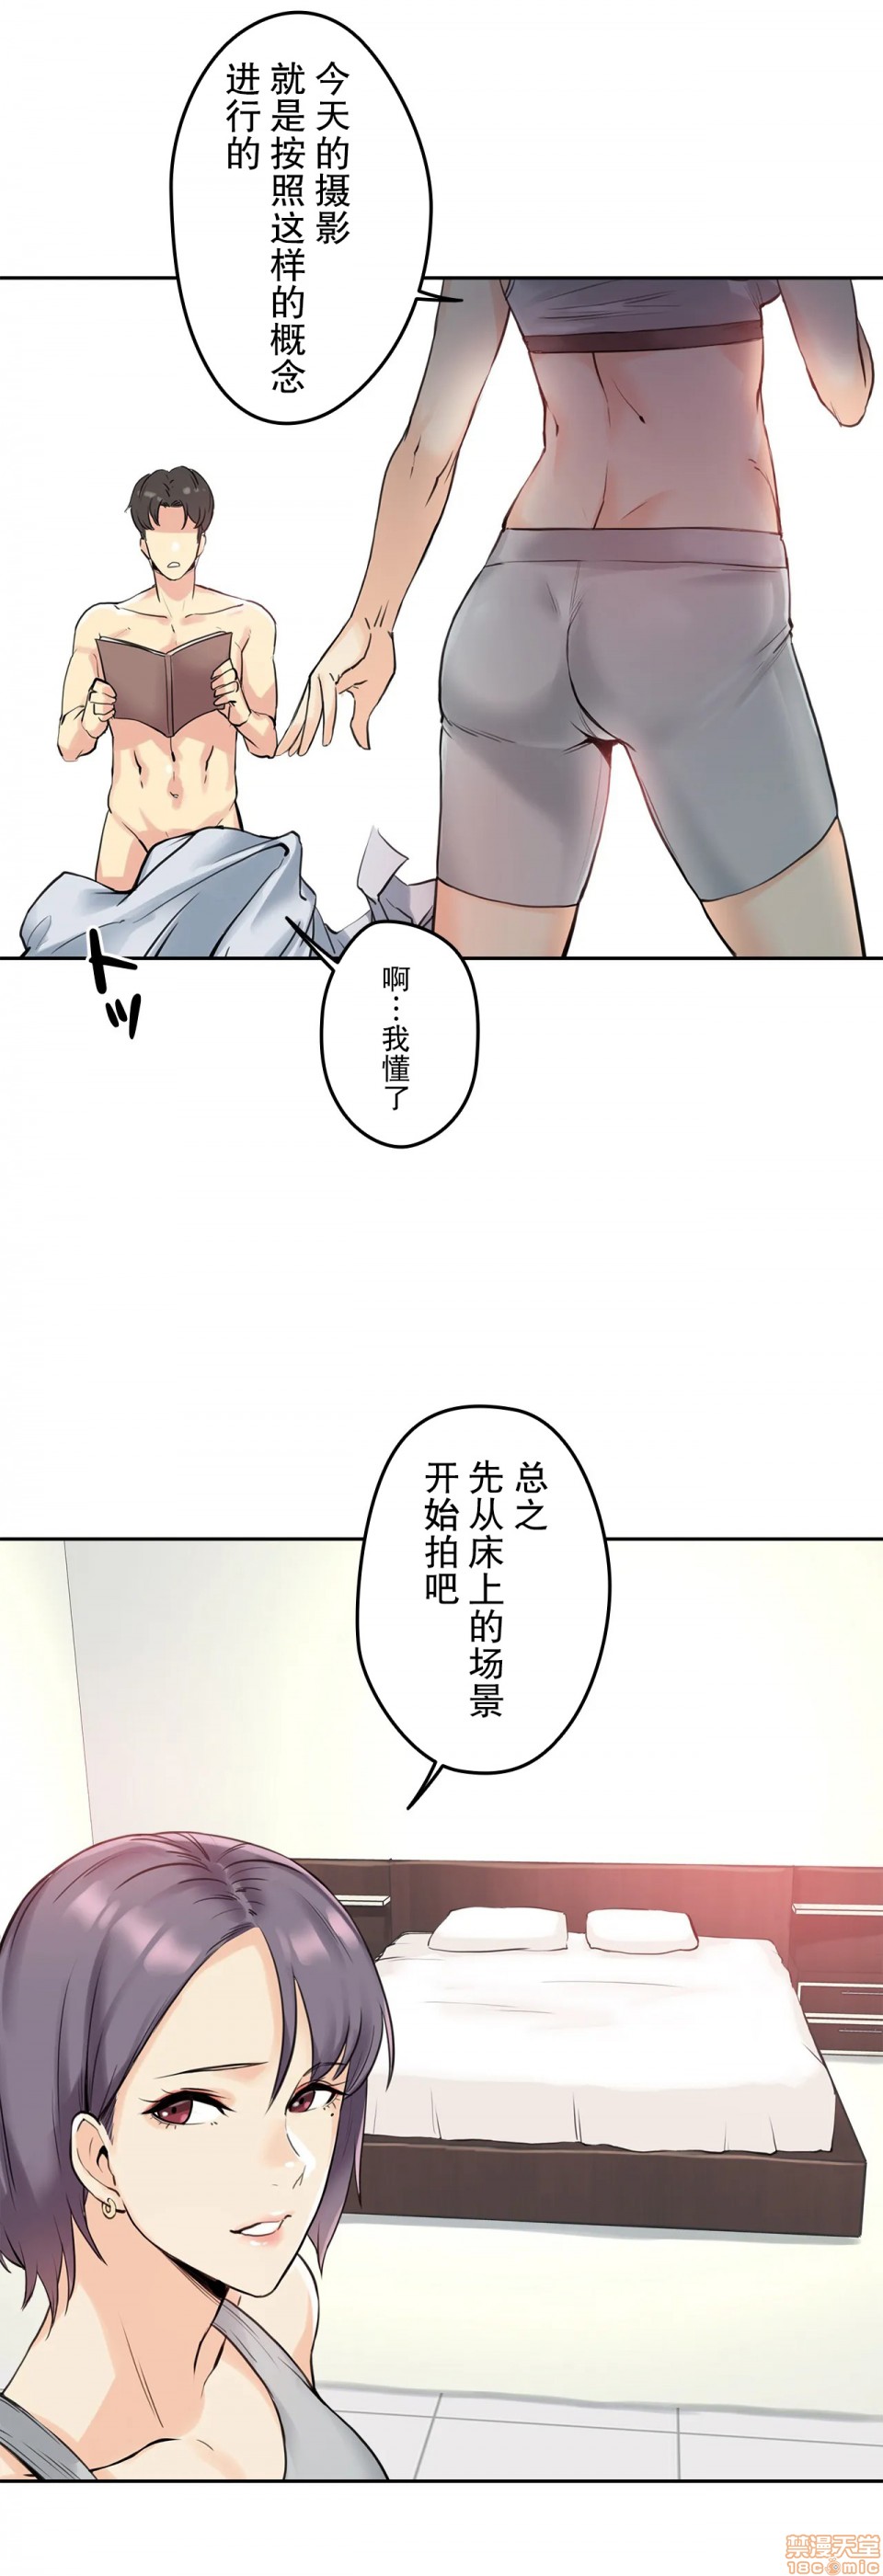 今天的摄影
就是按照这样的概念
进行的
トッ
啊…我懂了
总之
先从床上的场景
开始拍吧
禁漫天堂
18comic